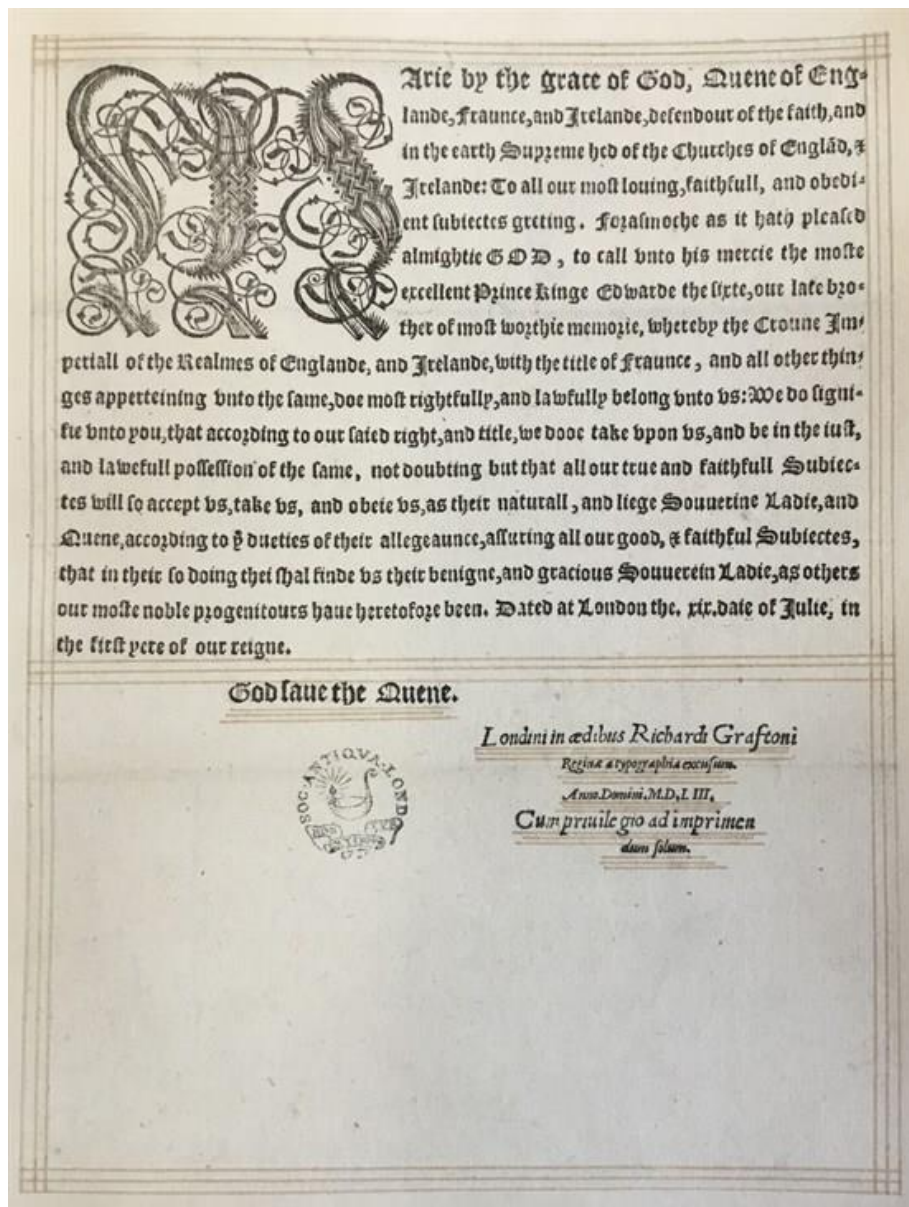 MArie by the grace of God, Quene of Eng-
lande, Fraunce, and Irelande, defendour of the faith, and
in the earth Supreme hed of the Churches of Englād, &
Irelande: To all our most louing, faithfull, and obedi-
ent subiectes greting. Forasmoche as it hath pleased
almightie GOD, to call vnto his mercie the moste
excellent Prince kinge Edwarde the sixte, our late bro-
ther of most worthie memorie, whereby the Croune Im-
periall of the Realmes of Englande, and Irelande, with the title of Fraunce, and all other thin-
ges apperteining vnto the same, doe most rightfully, and lawfully belong vnto vs: We do signi-
fie vnto you, that according to our saied right, and title, we dooe take vpon vs, and be in the iust,
and lawefull possession of the same, not doubting but that all our true and faithfull Subiec-
tes will so accept vs, take vs, and obeie vs, as their naturall, and liege Souuereine Ladie, and
Quene, according to þe dueties of their allegeaunce, assuring all our good, & faithful Subiectes,
that in their so doing thei shal finde vs their benigne, and gracious Souuerein Ladie, as others
our moste noble progenitours haue heretofore been. Dated at London the. xix. daie of Julie, in
the first yere of our reigne.
God saue the Quene.
Londini in ædibus Richardi Graftoni
Reginæ a typographia excusum.
Anno. Domini. M.D.LIII.
Cum priuilegio ad imprimen
dum solum.
SOC. ANTIQVA. LOND